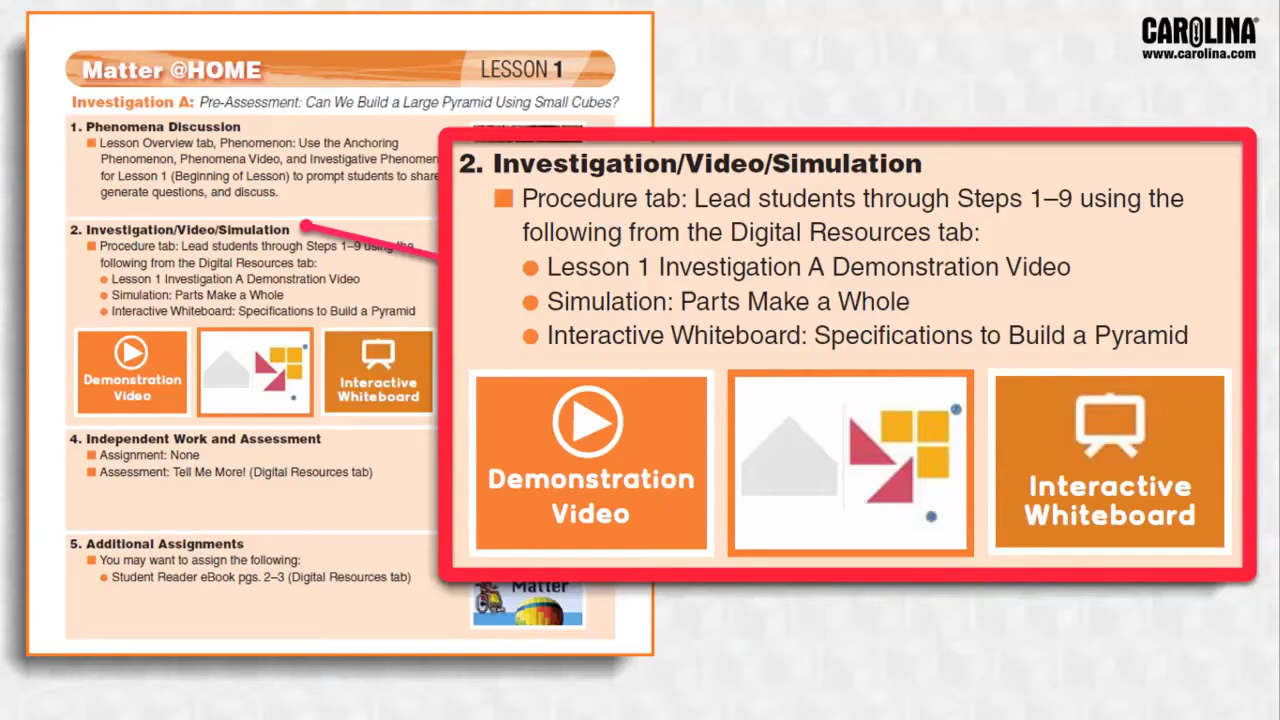 CAROLINA®
www.carolina.com
Matter @HOME
LESSON 1
Investigation A: Pre-Assessment: Can We Build a Large Pyramid Using Small Cubes?
1. Phenomena Discussion
Lesson Overview tab, Phenomenon: Use the Anchoring
Phenomenon, Phenomena Video, and Investigative Phenomen
for Lesson 1 (Beginning of Lesson) to prompt students to share
generate questions, and discuss.
2. Investigation/Video/Simulation
Procedure tab: Lead students through Steps 1–9 using the
following from the Digital Resources tab:
Lesson 1 Investigation A Demonstration Video
Simulation: Parts Make a Whole
Interactive Whiteboard: Specifications to Build a Pyramid
Demonstration
Video
Interactive
Whiteboard
4. Independent Work and Assessment
Assignment: None
Assessment: Tell Me More! (Digital Resources tab)
5. Additional Assignments
You may want to assign the following:
Student Reader eBook pgs. 2–3 (Digital Resources tab)
Matter
2. Investigation/Video/Simulation
Procedure tab: Lead students through Steps 1–9 using the
following from the Digital Resources tab:
Lesson 1 Investigation A Demonstration Video
Simulation: Parts Make a Whole
Interactive Whiteboard: Specifications to Build a Pyramid
Demonstration
Video
Interactive
Whiteboard